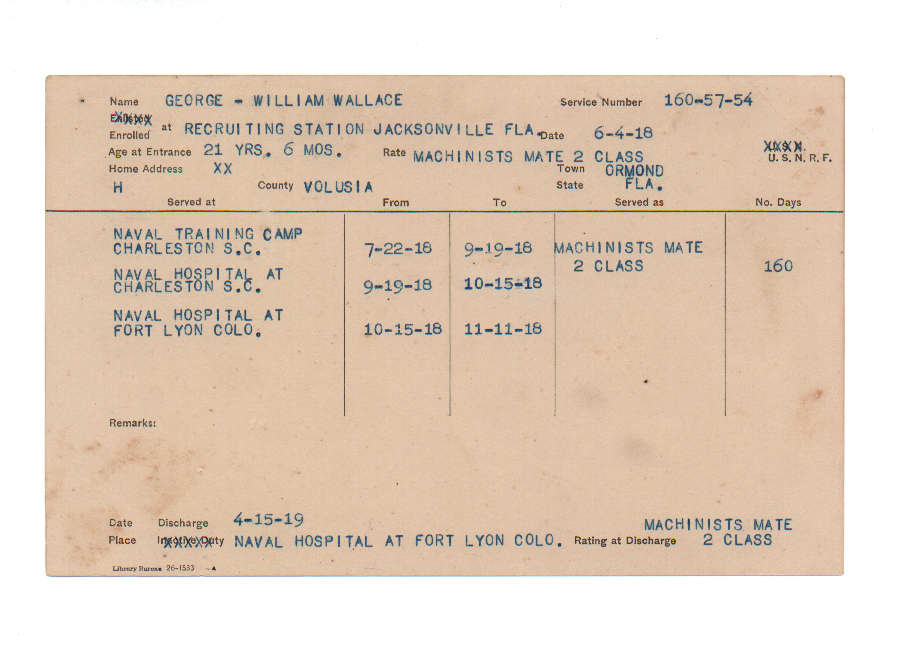 Name GEORGE - WILLIAM WALLACE Service Number 160-57-54
Enrolled at RECRUITING STATION JACKSONVILLE FLA. Date 6-4-18
Age at Entrance 21 YRS. 6 MOS. Rate MACHINISTS MATE 2 CLASS U. S. N. R. F.
Home Address XX Town ORMOND
H County VOLUSIA State FLA.
Served at From To Served as No. Days
NAVAL TRAINING CAMP
CHARLESTON S.C. 7-22-18 9-19-18 MACHINISTS MATE
2 CLASS 160
NAVAL HOSPITAL AT
CHARLESTON S.C. 9-19-18 10-15-18
NAVAL HOSPITAL AT
FORT LYON COLO. 10-15-18 11-11-18
Remarks:
Date Discharge 4-15-19 MACHINISTS MATE
Place Inactive Duty NAVAL HOSPITAL AT FORT LYON COLO. Rating at Discharge 2 CLASS
Library Bureau 26-1533 A